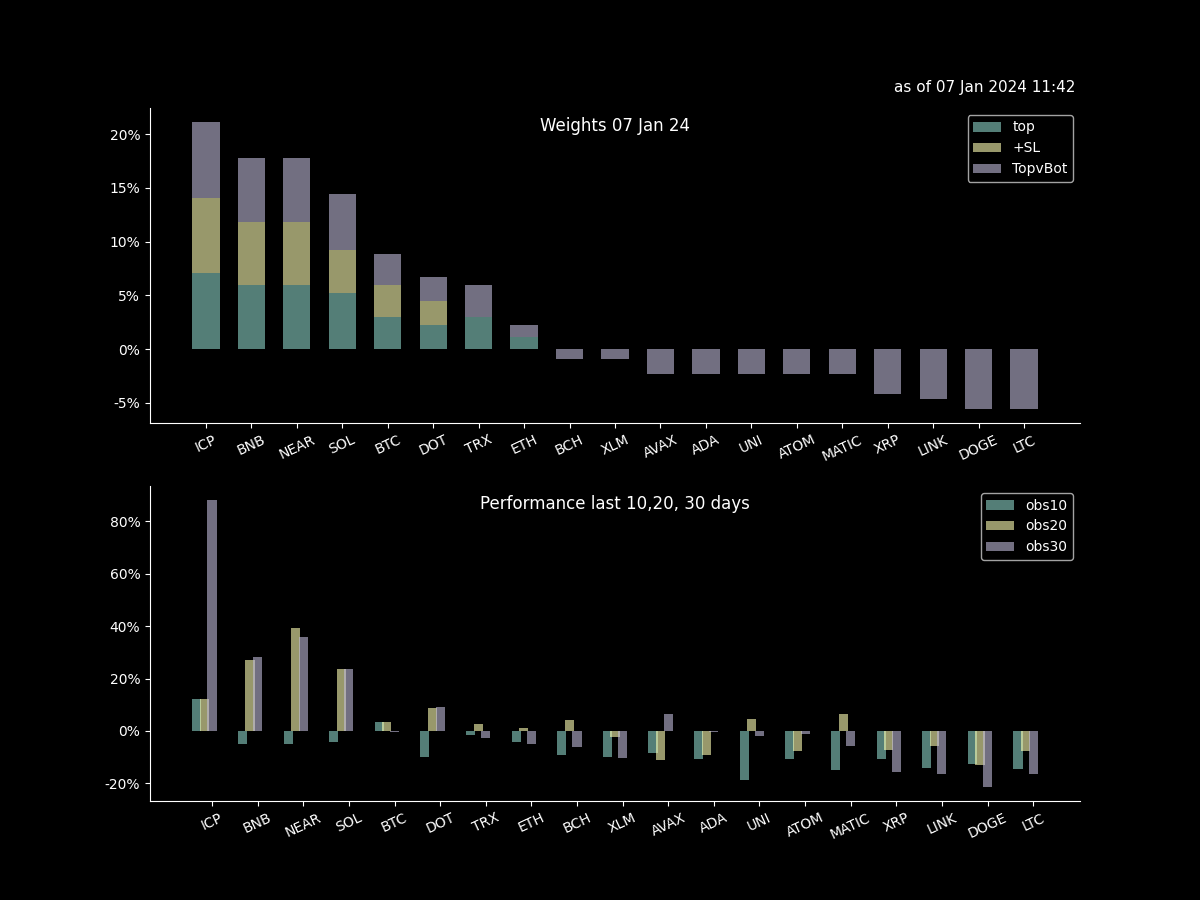 as of 07 Jan 2024 11:42
Weights 07 Jan 24
top
+SL
TopvBot
20%
15%
10%
5%
0%
-5%
ICP BNB NEAR SOL BTC DOT TRX ETH BCH XLM AVAX ADA UNI ATOM MATIC XRP LINK DOGE LTC
Performance last 10,20, 30 days
obs10
obs20
obs30
80%
60%
40%
20%
0%
-20%
ICP BNB NEAR SOL BTC DOT TRX ETH BCH XLM AVAX ADA UNI ATOM MATIC XRP LINK DOGE LTC